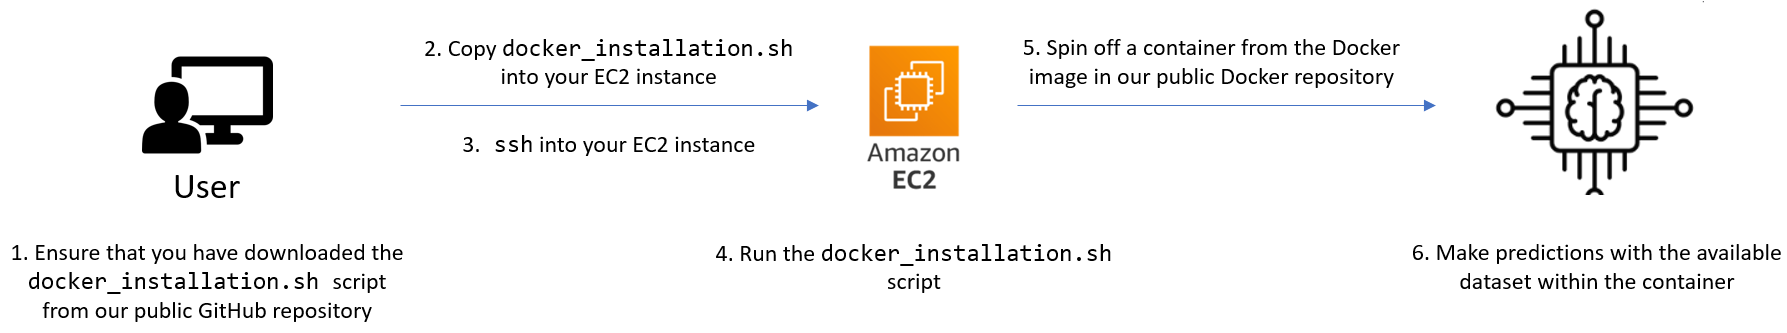 2. Copy docker_installation.sh
into your EC2 instance
3. ssh into your EC2 instance
5. Spin off a container from the Docker
image in our public Docker repository
User
Amazon
EC2
1. Ensure that you have downloaded the
docker_installation.sh script
from our public GitHub repository
4. Run the docker_installation.sh
script
6. Make predictions with the available
dataset within the container